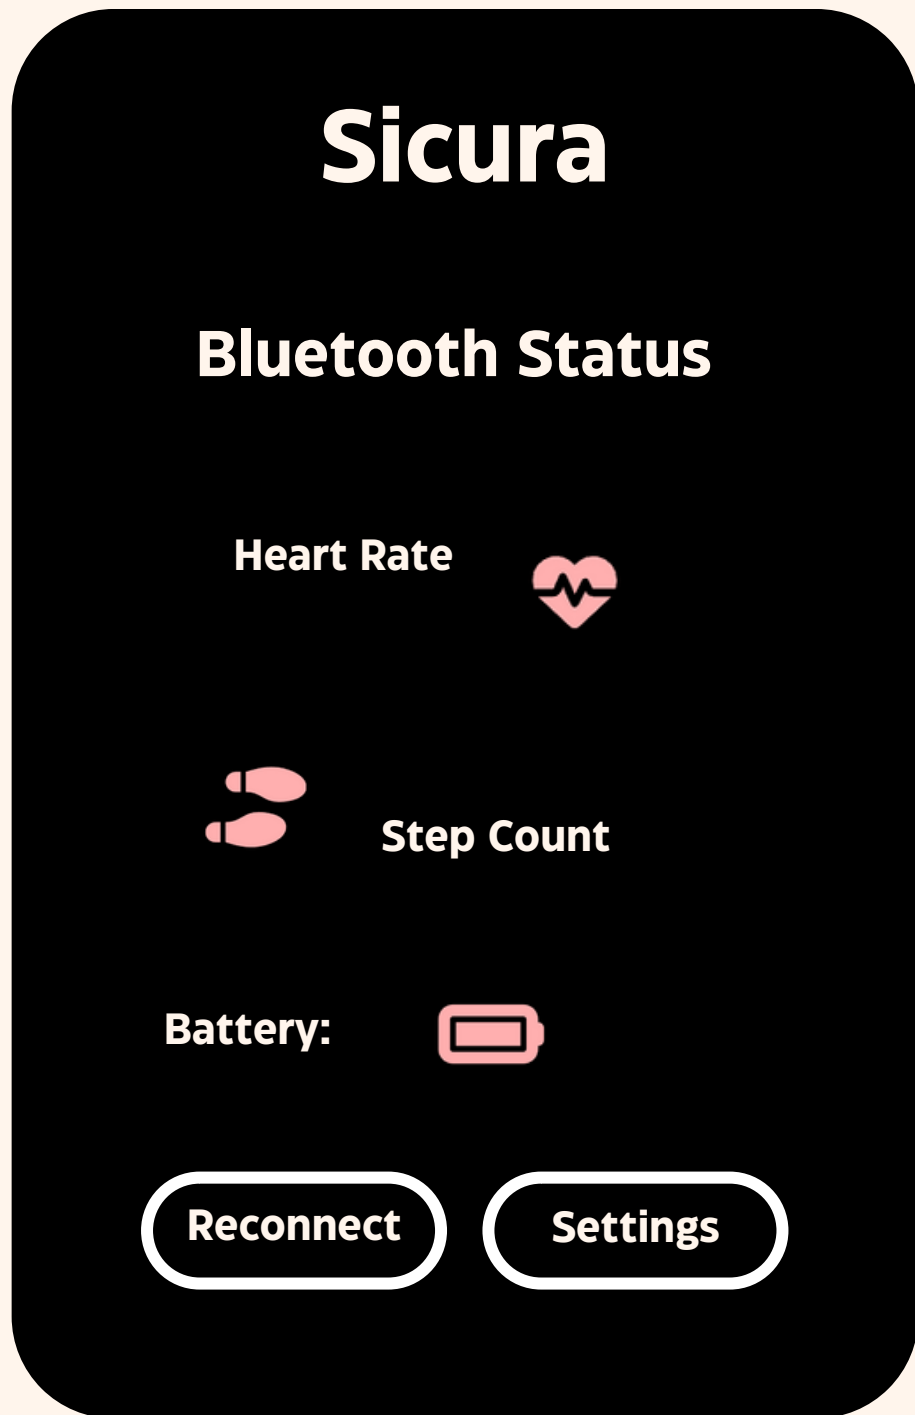 Sicura
Bluetooth Status
Heart Rate
Step Count
Battery:
Reconnect
Settings